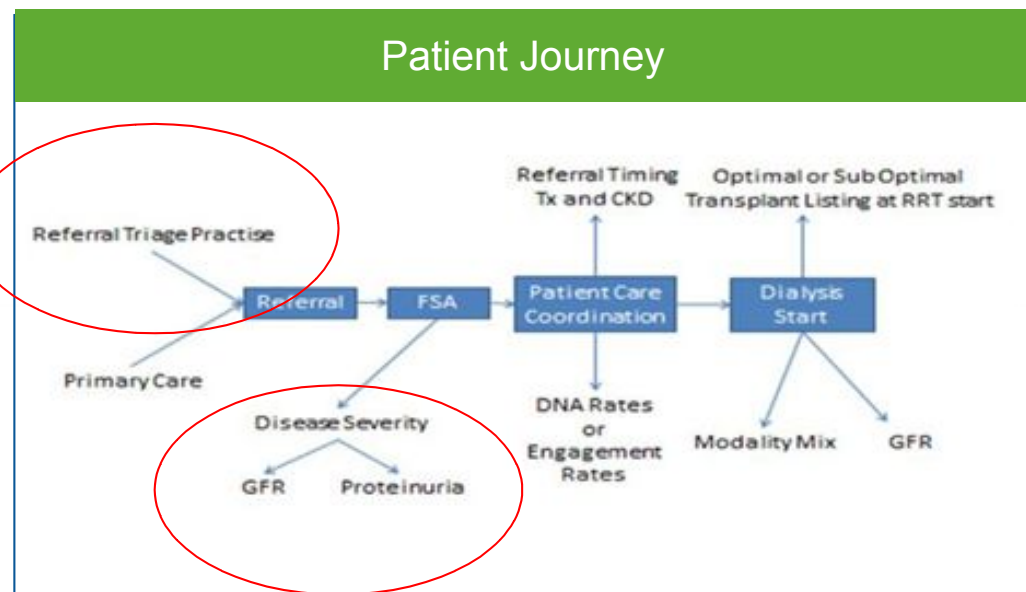 Patient Journey
Referral Timing
Tx and CKD
Optimal or Sub Optimal
Transplant Listing at RRT start
Referral Triage Practise
Referral
FSA
Patient Care
Coordination
Dialysis
Start
Primary Care
Disease Severity
GFR
Proteinuria
DNA Rates
or
Engagement
Rates
Modality Mix
GFR